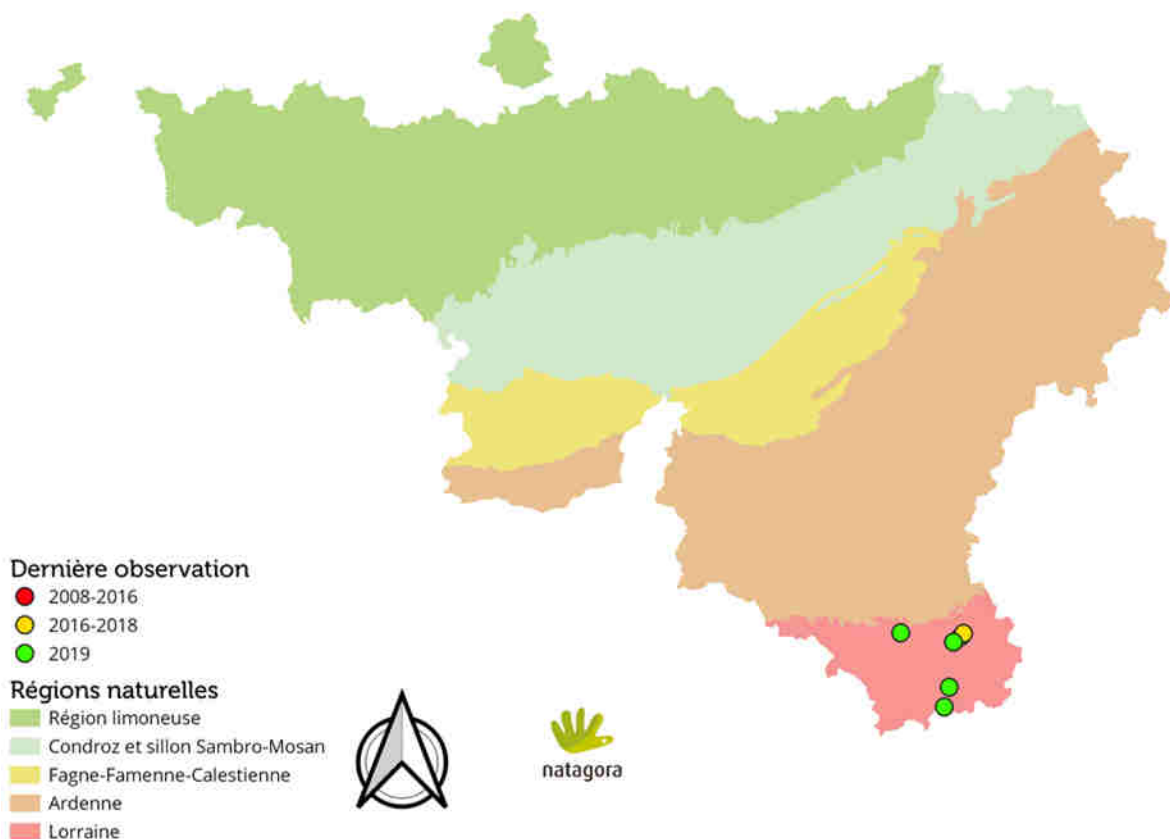 Dernière observation
2008-2016
2016-2018
2019
Régions naturelles
Région limoneuse
Condroz et sillon Sambro-Mosan
Fagne-Famenne-Calestienne
Ardenne
Lorraine
natagora